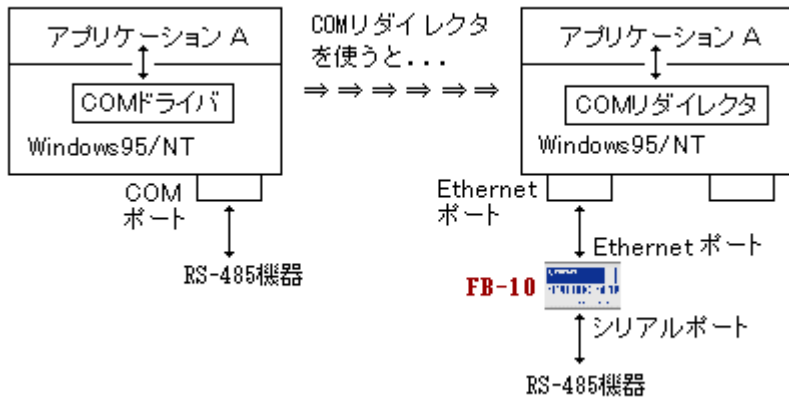 アプリケーション A
COMドライバ
Windows95/NT
COM
ポート
RS-485機器
COMリダイレクタ
を使うと...
⇒ ⇒ ⇒ ⇒ ⇒ ⇒
アプリケーション A
COMリダイレクタ
Windows95/NT
Ethernet
ポート
Ethernet ポート
FB-10
シリアルポート
RS-485機器